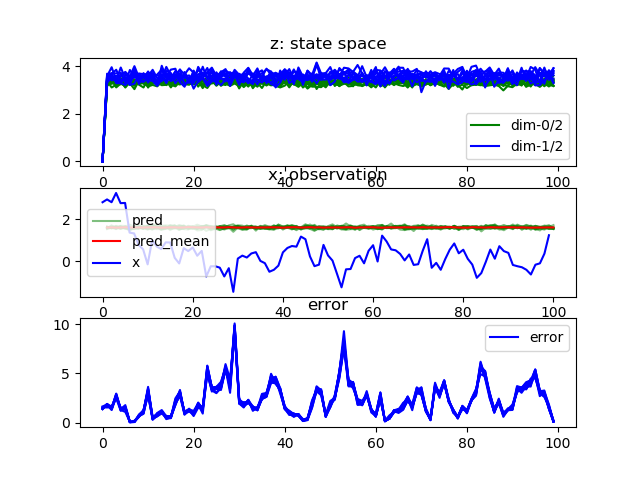 z: state space
4
2
0
dim-0/2
dim-1/2
0 20 40 60 80 100
x: observation
2
0
pred
pred_mean
x
0 20 40 60 80 100
error
10
5
0
error
0 20 40 60 80 100